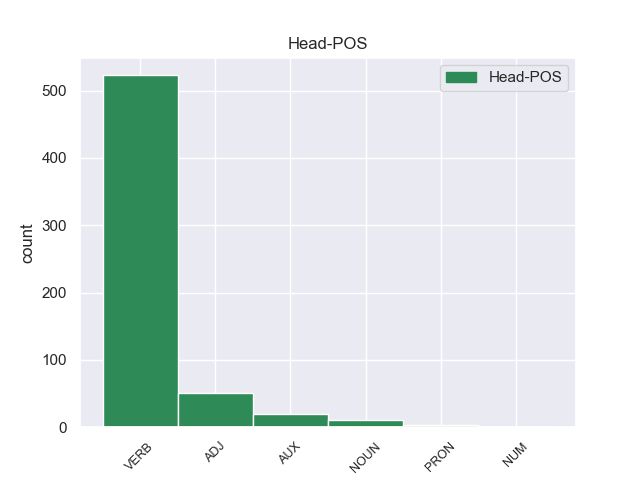 Head-POS
Head-POS
500
400
300
200
100
0
count
VERB
ADJ
AUX
NOUN
PRON
NUM